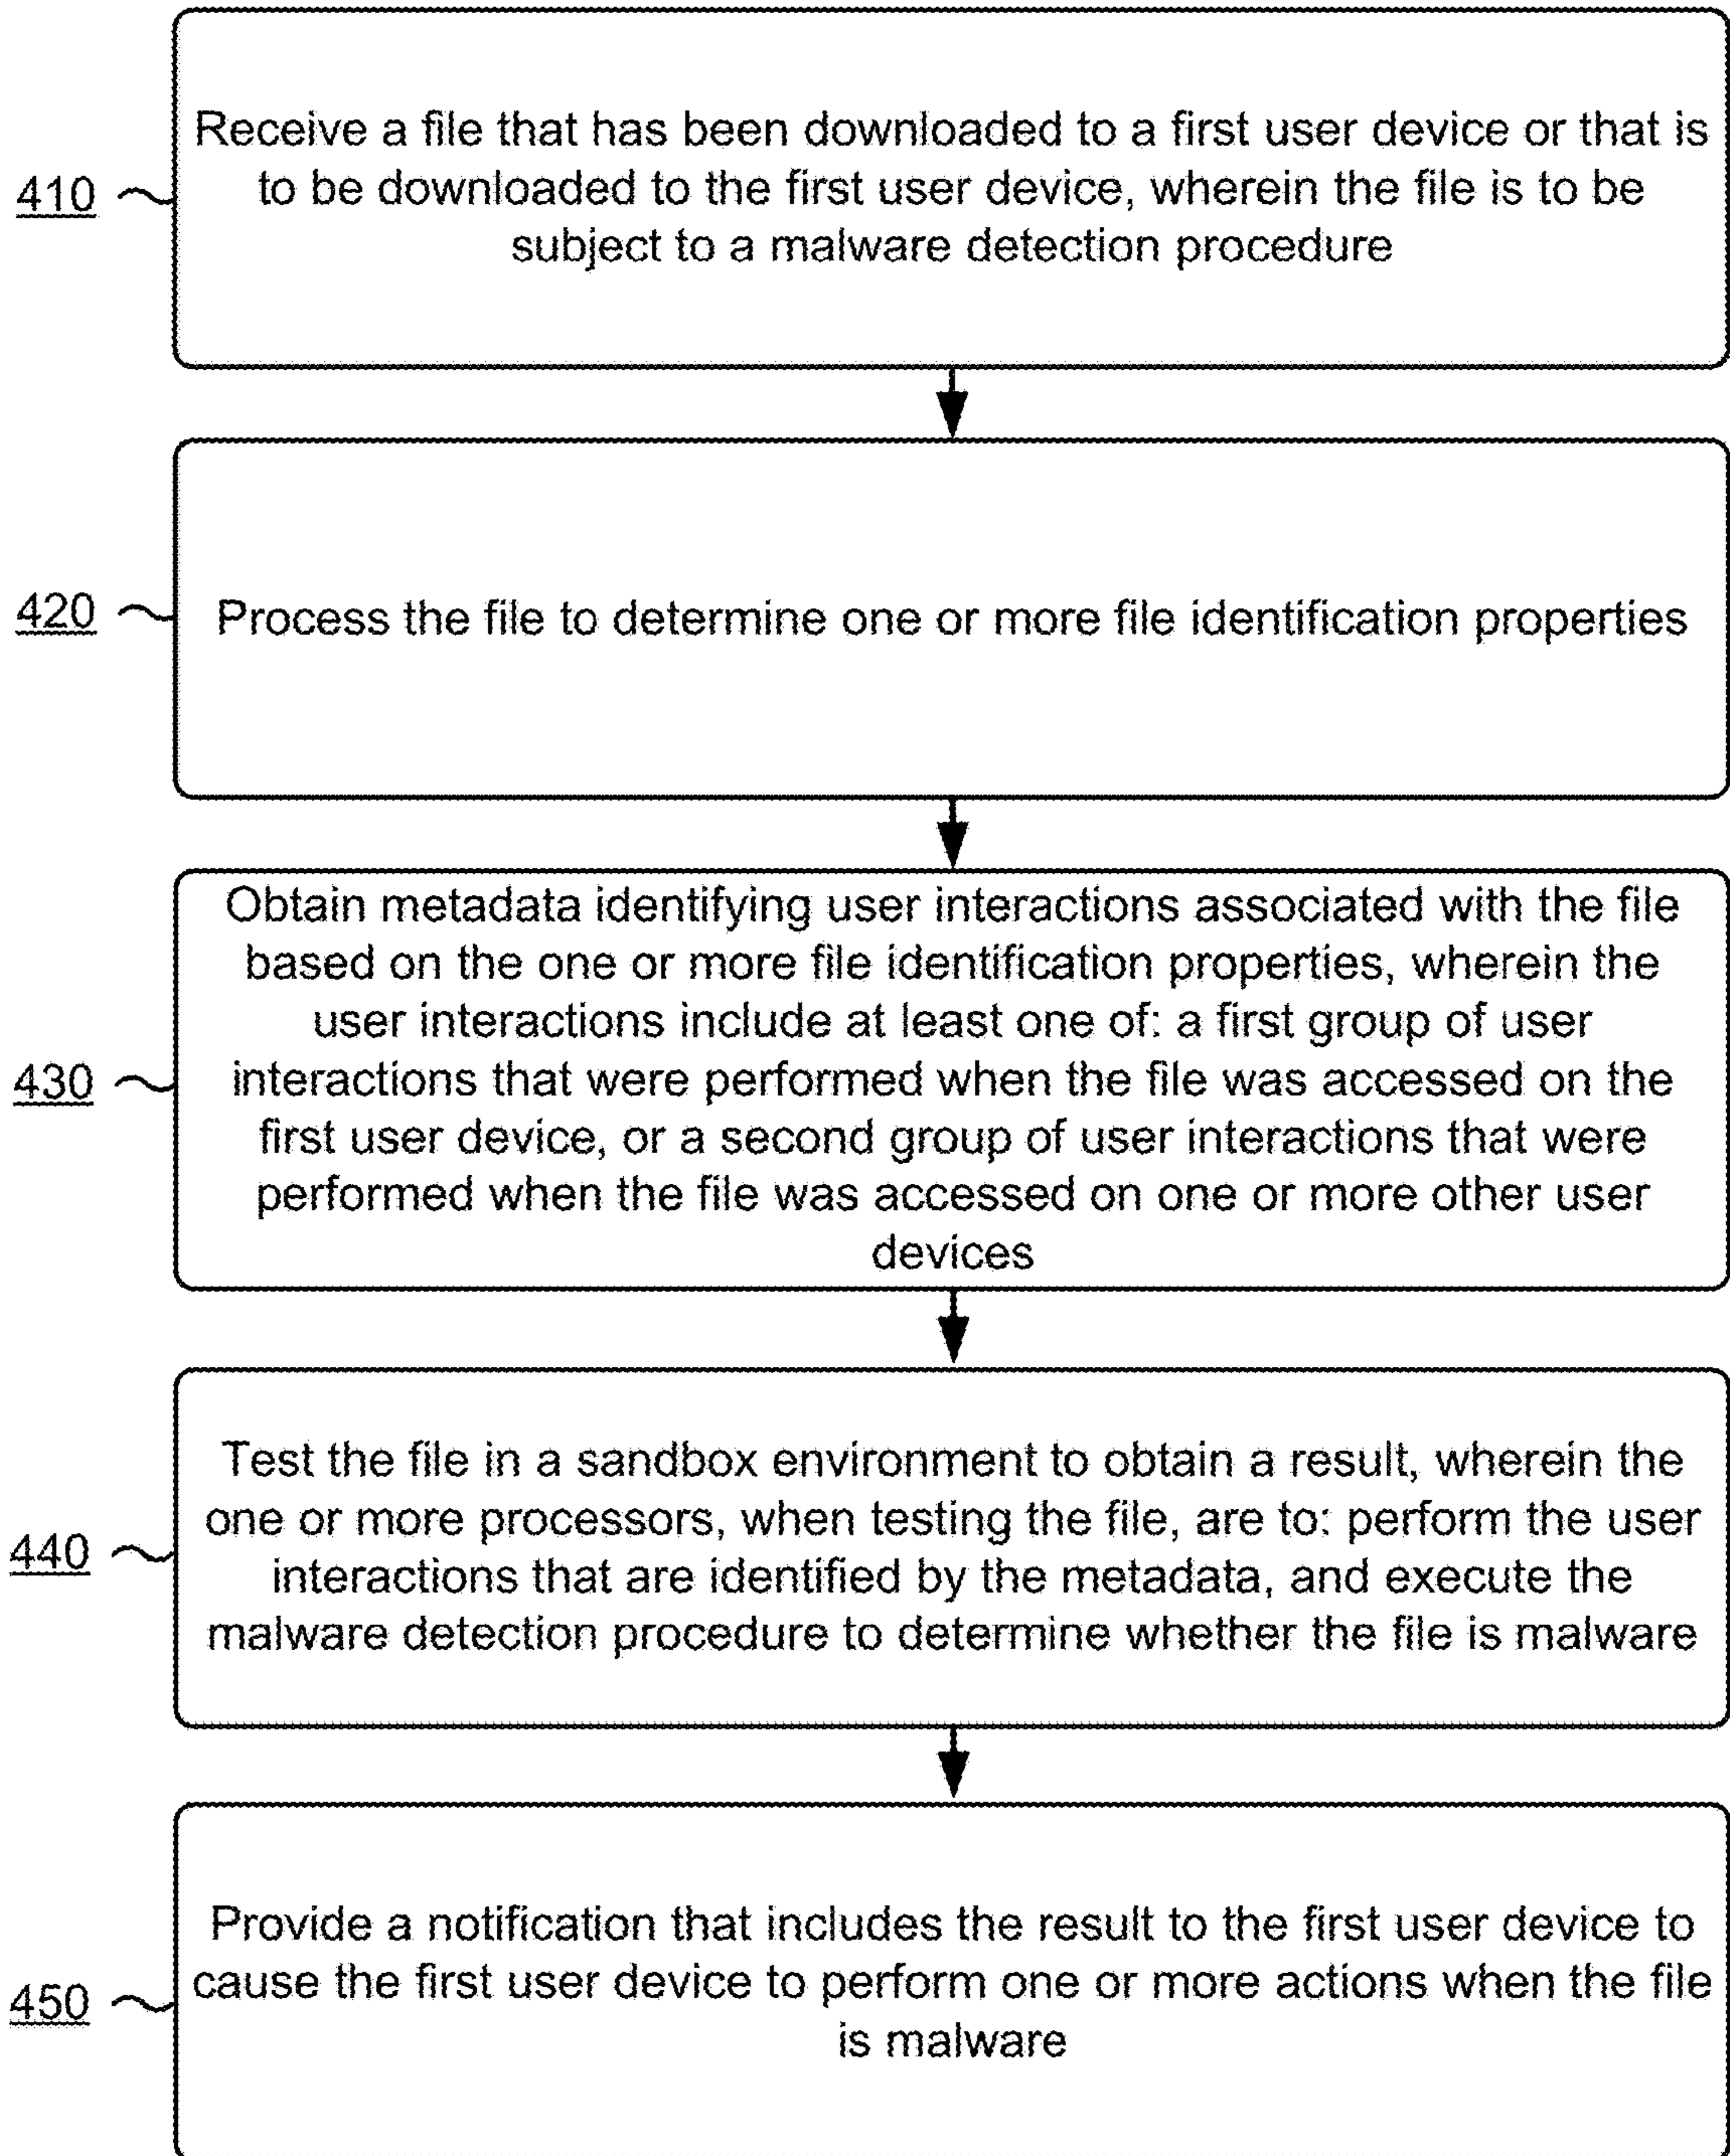 Receive a file that has been downloaded to a first user device or that is
to be downloaded to the first user device, wherein the file is to be
subject to a malware detection procedure
410
Process the file to determine one or more file identification properties
420
Obtain metadata identifying user interactions associated with the file
based on the one or more file identification properties, wherein the
user interactions include at least one of: a first group of user
interactions that were performed when the file was accessed on the
first user device, or a second group of user interactions that were
performed when the file was accessed on one or more other user
devices
430
Test the file in a sandbox environment to obtain a result, wherein the
one or more processors, when testing the file, are to: perform the user
interactions that are identified by the metadata, and execute the
malware detection procedure to determine whether the file is malware
440
Provide a notification that includes the result to the first user device to
cause the first user device to perform one or more actions when the file
is malware
450